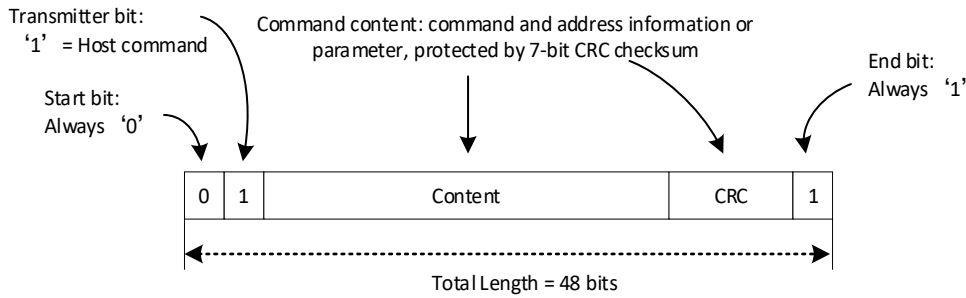 Transmitter bit:
‘1’ = Host command
Command content: command and address information or
parameter, protected by 7-bit CRC checksum
Start bit:
Always ‘0’
End bit:
Always ‘1’
0 1 Content CRC 1
Total Length = 48 bits